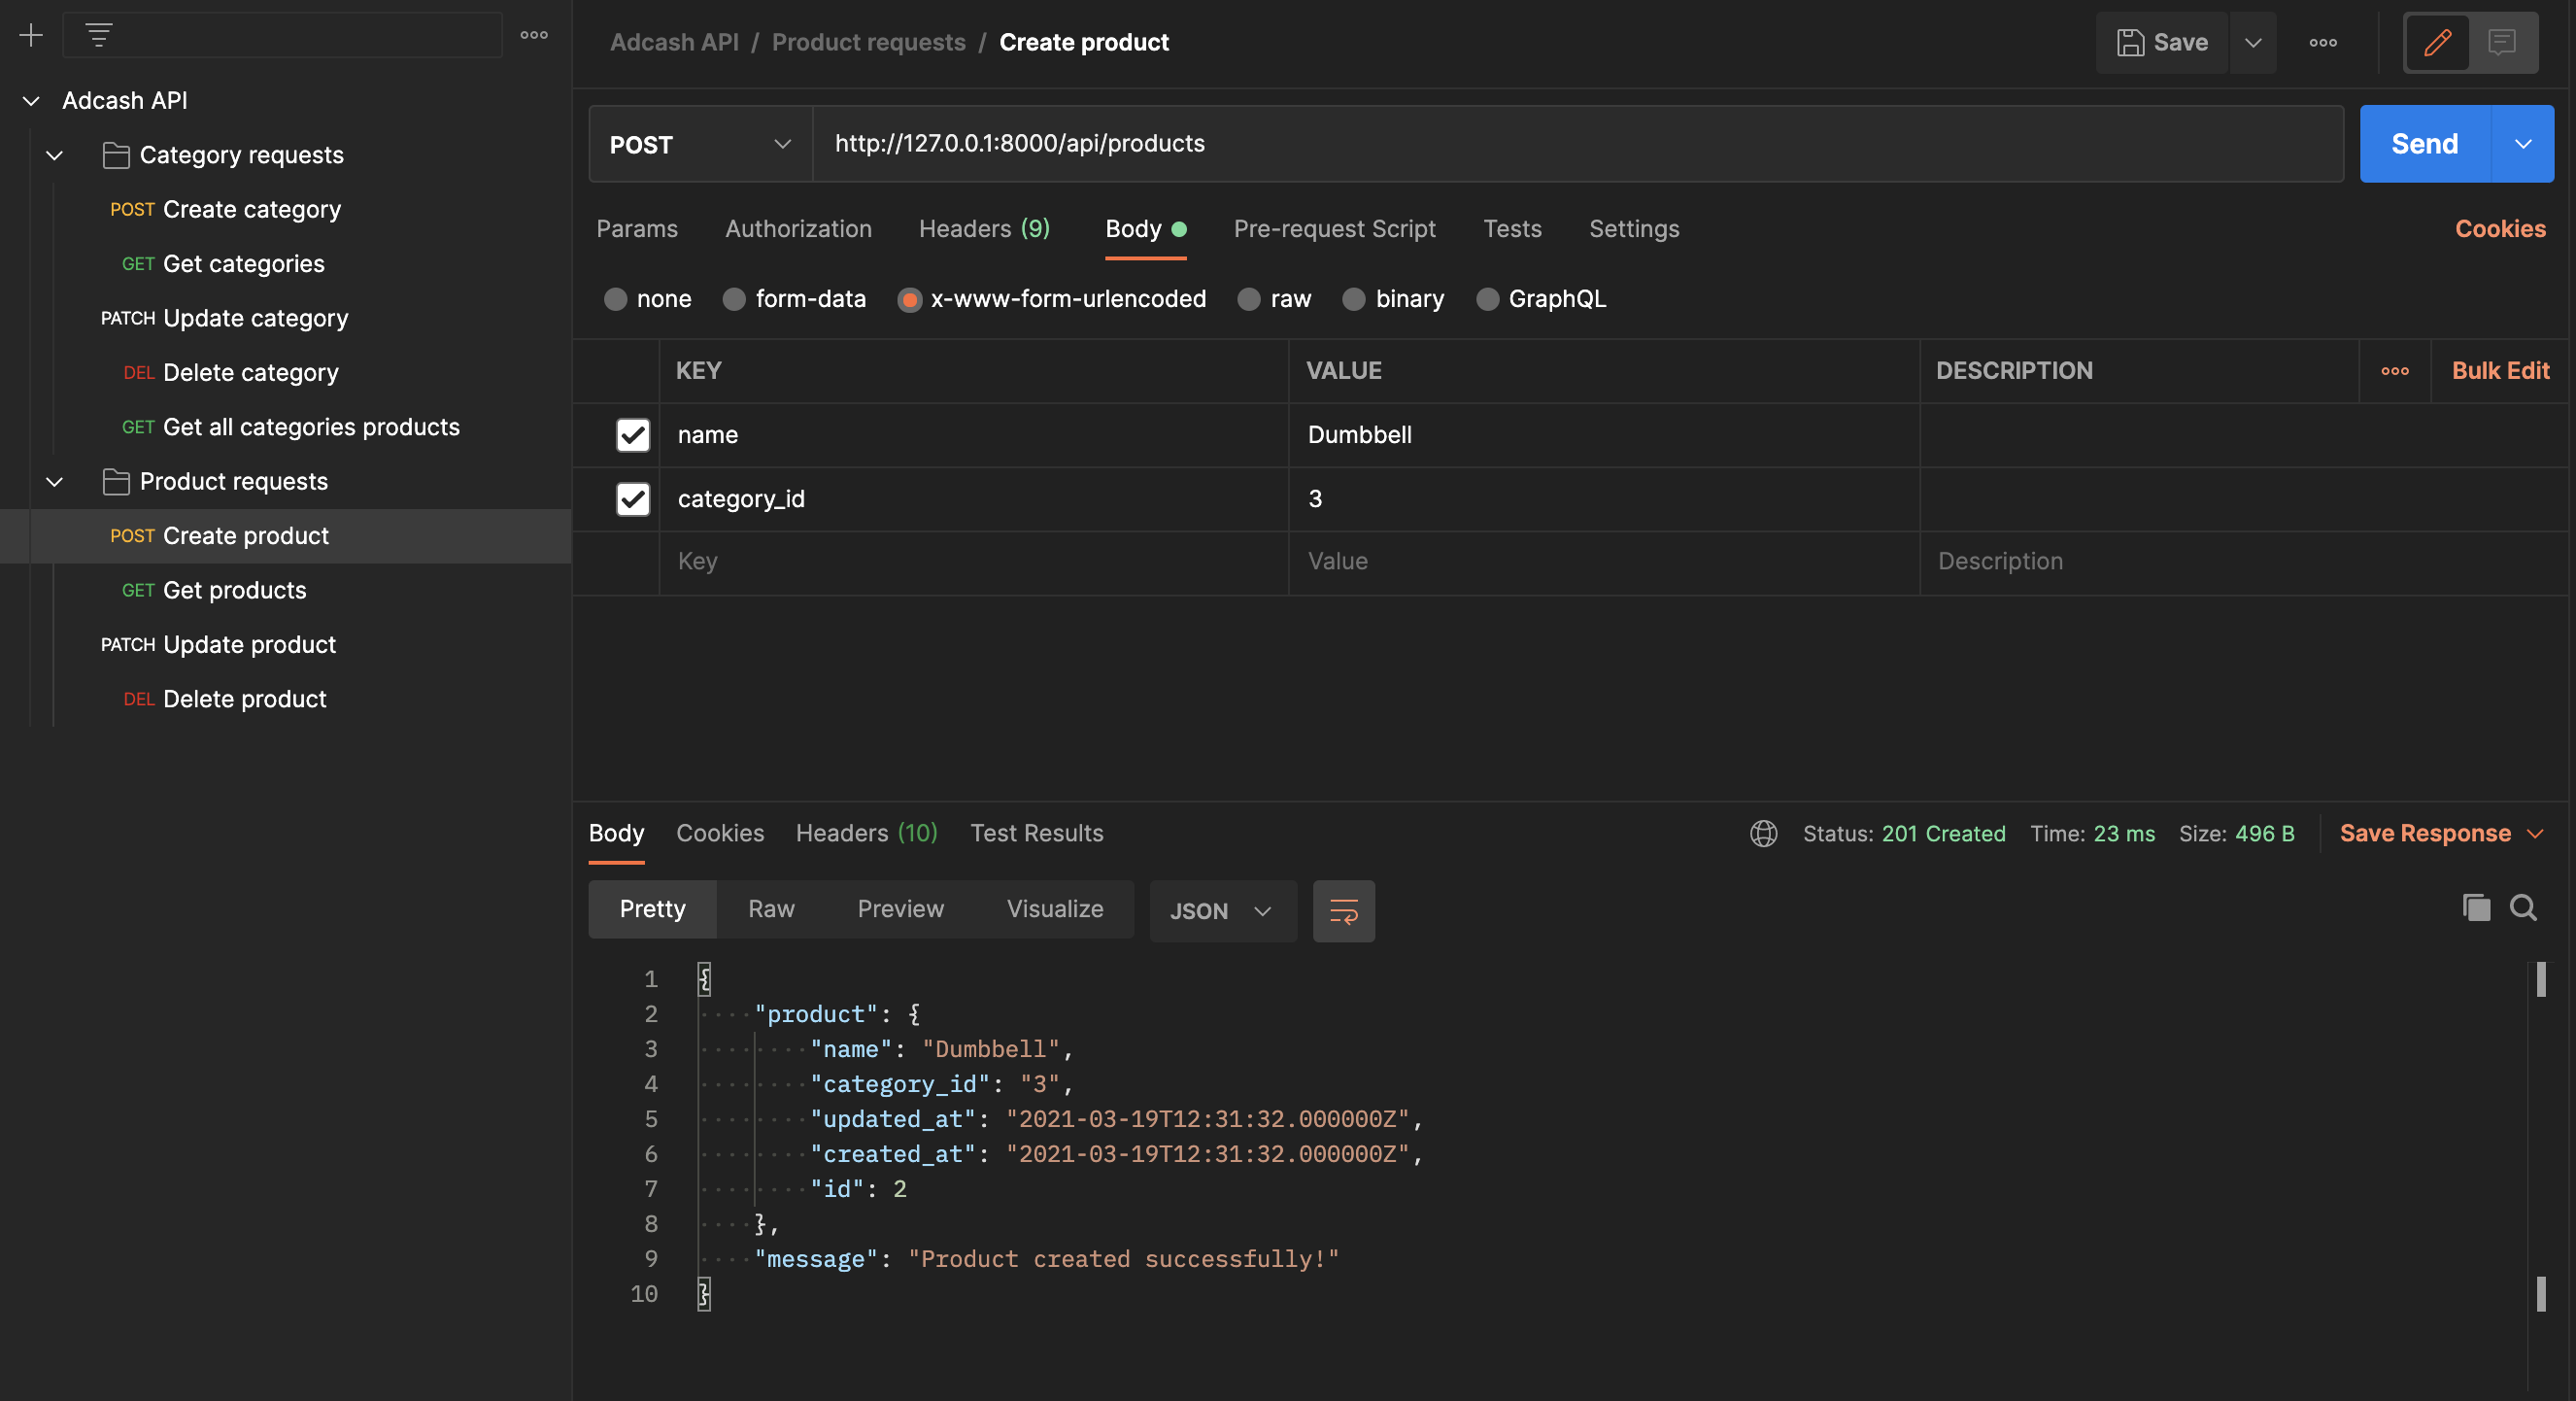 Adcash API
Category requests
POST Create category
GET Get categories
PATCH Update category
DEL Delete category
GET Get all categories products
Product requests
POST Create product
GET Get products
PATCH Update product
DEL Delete product
Adcash API / Product requests / Create product
Save
POST http://127.0.0.1:8000/api/products Send
Params Authorization Headers (9) Body Pre-request Script Tests Settings Cookies
none form-data x-www-form-urlencoded raw binary GraphQL
KEY VALUE DESCRIPTION Bulk Edit
name Dumbbell
category_id 3
Key Value Description
Body Cookies Headers (10) Test Results Status: 201 Created Time: 23 ms Size: 496 B Save Response
Pretty Raw Preview Visualize JSON
1 {
2 "product": {
3 "name": "Dumbbell",
4 "category_id": "3",
5 "updated_at": "2021-03-19T12:31:32.000000Z",
6 "created_at": "2021-03-19T12:31:32.000000Z",
7 "id": 2
8 },
9 "message": "Product created successfully!"
10 }